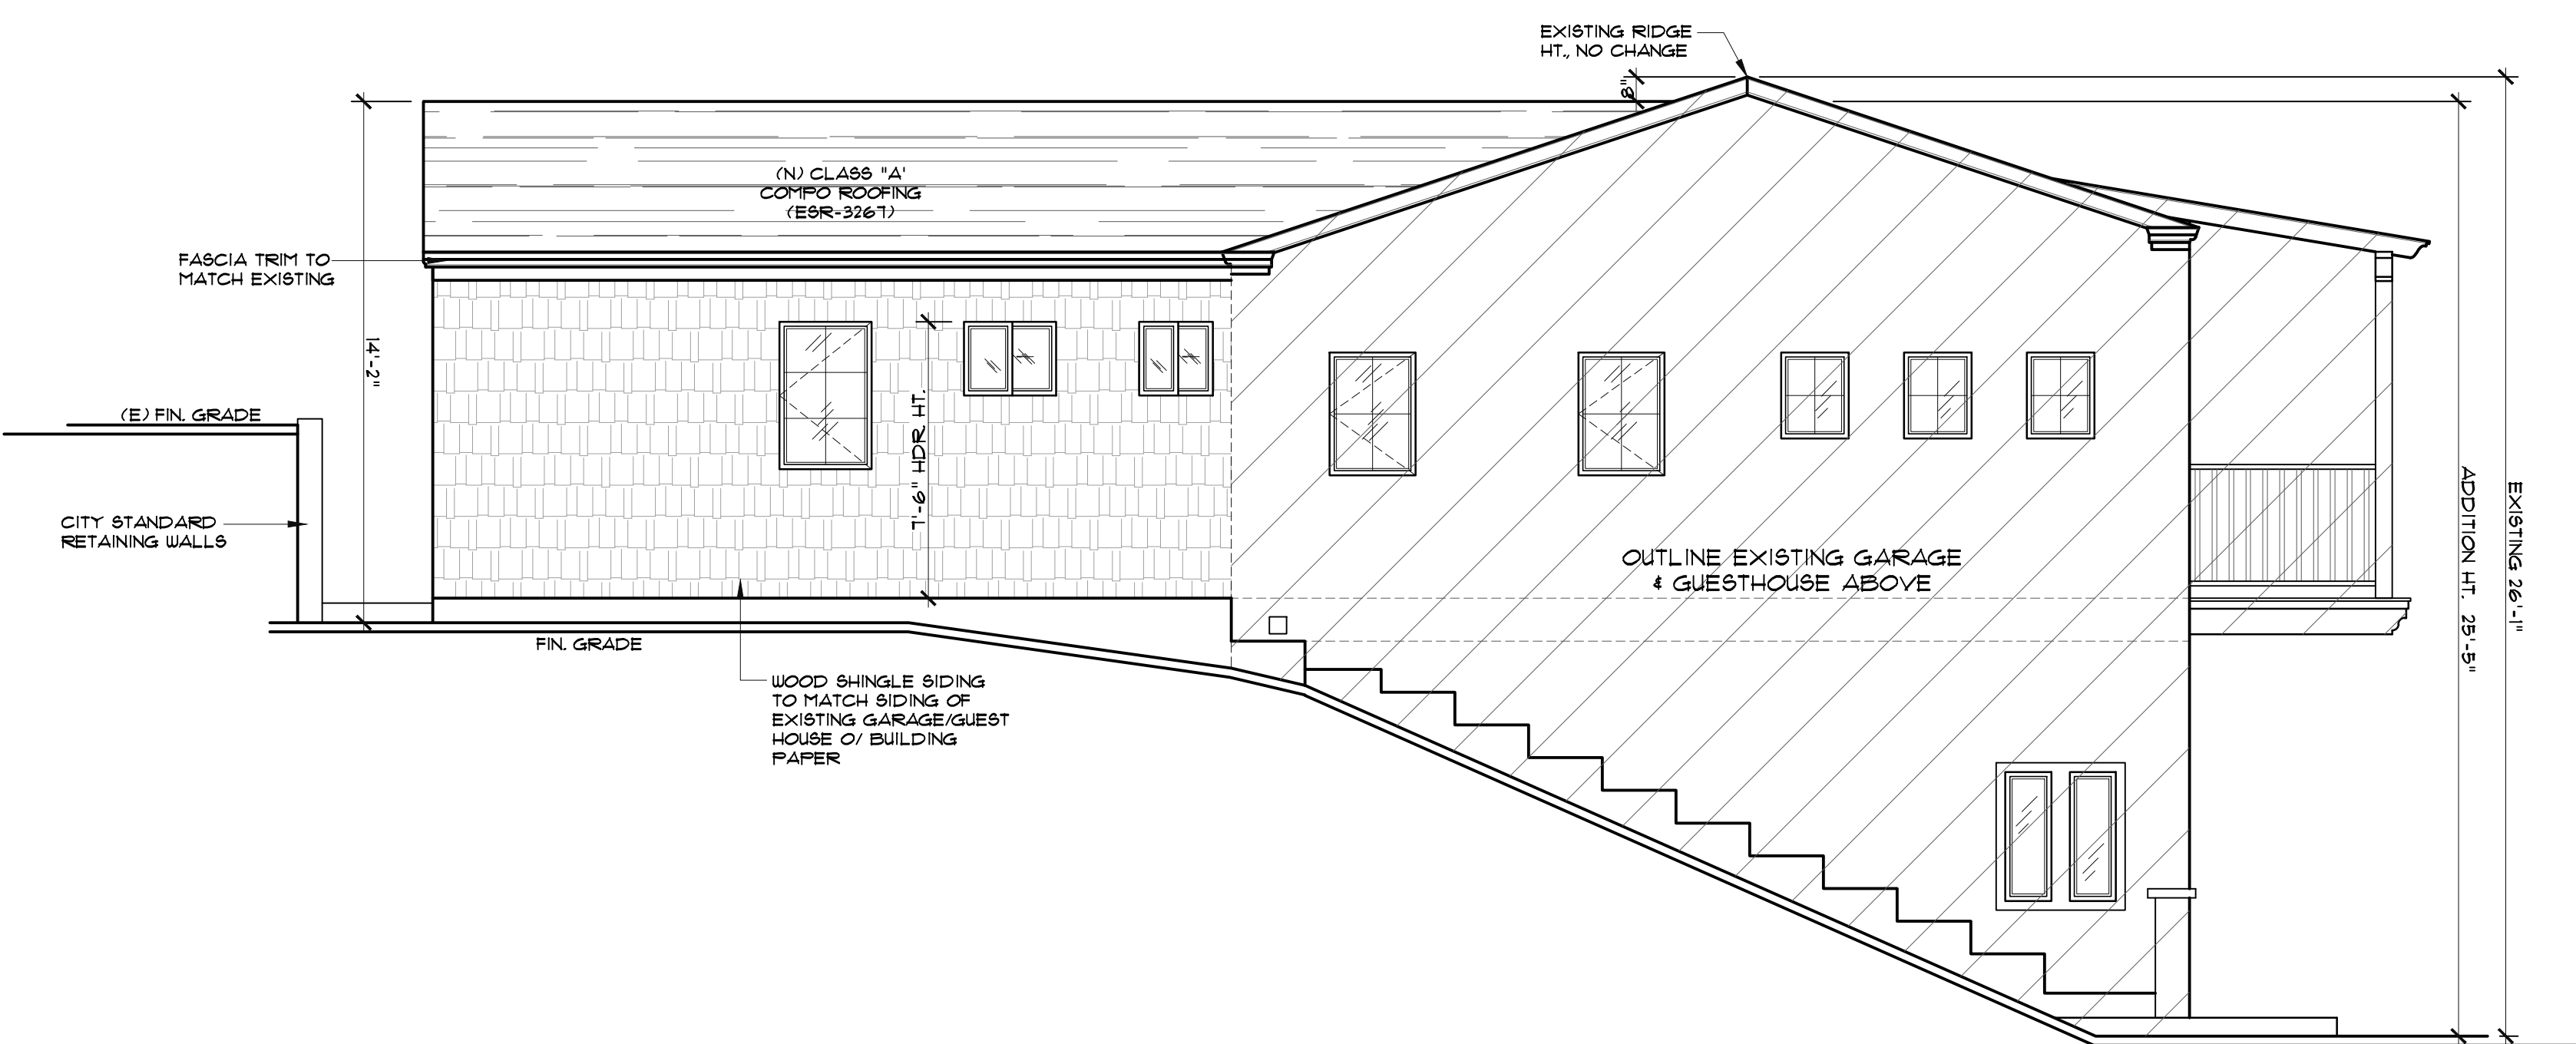 EXISTING RIDGE
HT., NO CHANGE
8"
(N) CLASS "A'
COMPO ROOFING
(ESR-3267)
FASCIA TRIM TO
MATCH EXISTING
14'-2"
(E) FIN. GRADE
7'-6" HDR. HT.
CITY STANDARD
RETAINING WALLS
OUTLINE EXISTING GARAGE
& GUESTHOUSE ABOVE
ADDITION HT. 25'-5"
EXISTING 26'-1"
FIN. GRADE
WOOD SHINGLE SIDING
TO MATCH SIDING OF
EXISTING GARAGE/GUEST
HOUSE O/ BUILDING
PAPER